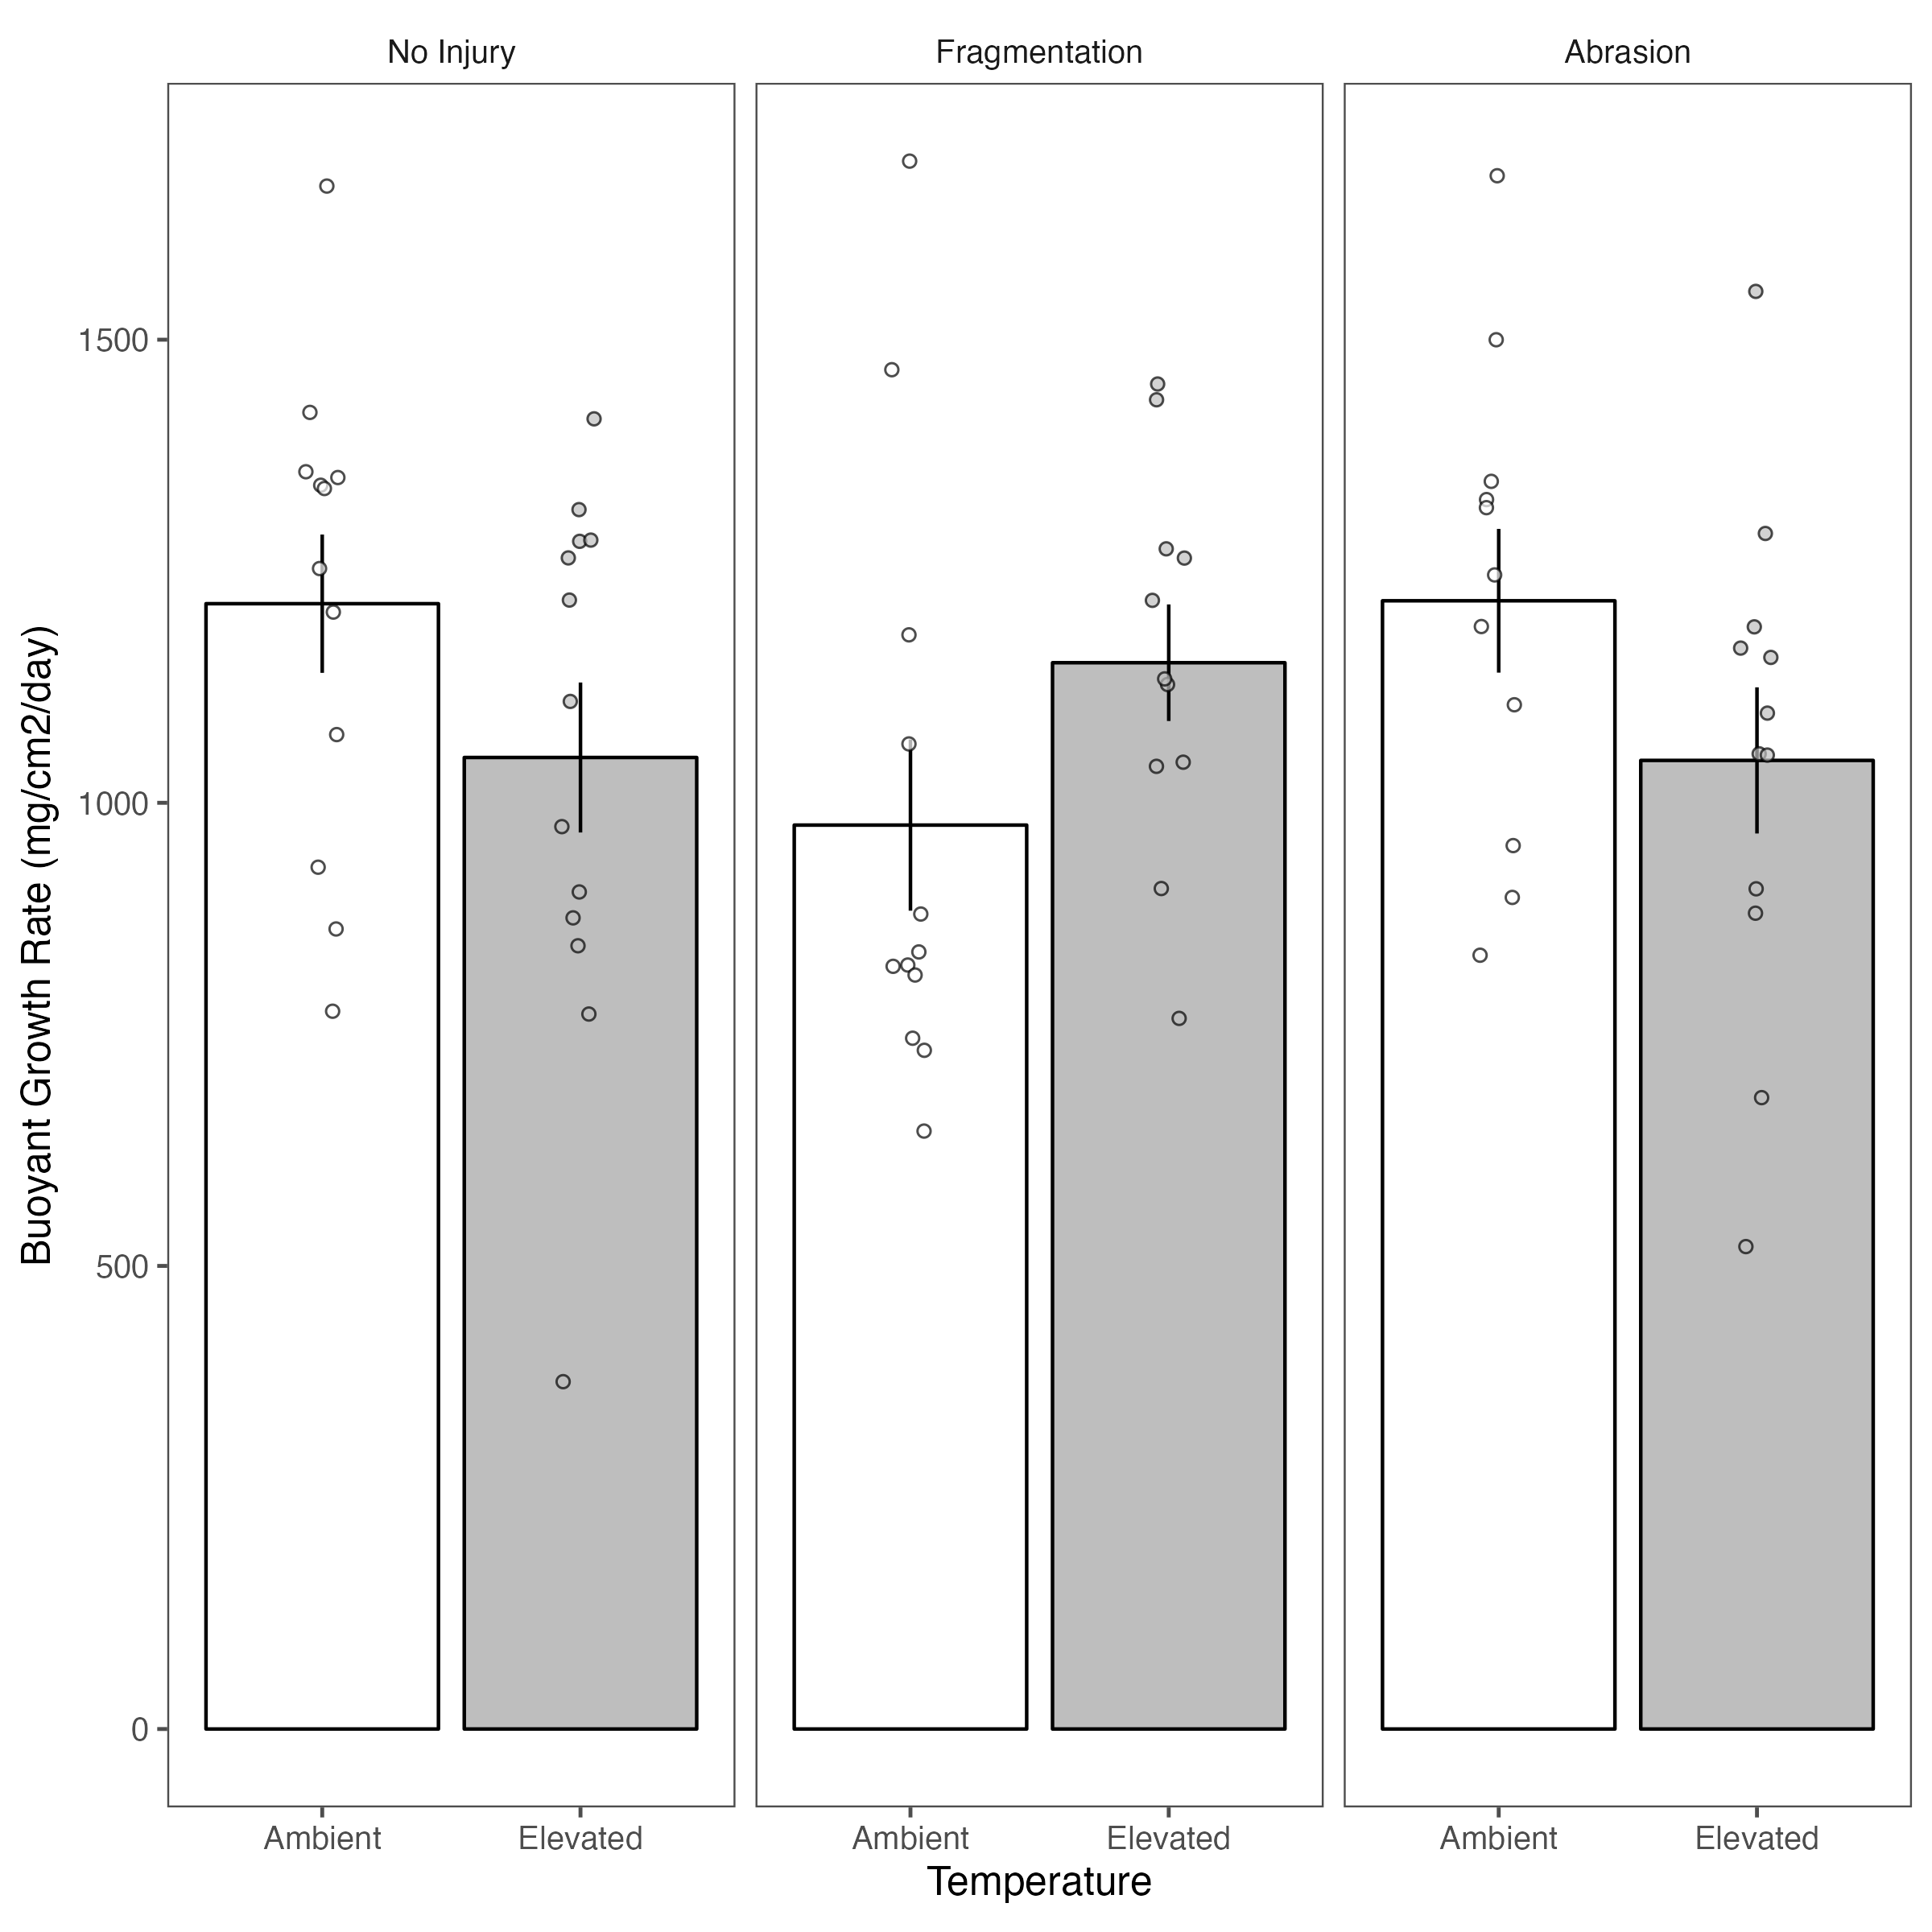 No Injury
Fragmentation
Abrasion
Buoyant Growth Rate (mg/cm2/day)
1500
1000
500
0
Ambient
Elevated
Ambient
Elevated
Ambient
Elevated
Temperature